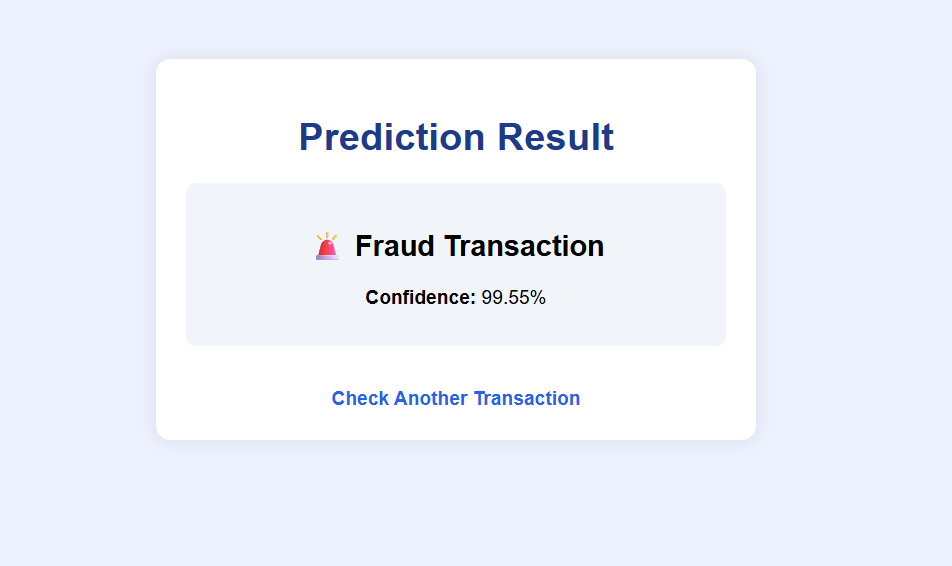 Prediction Result
🚨 Fraud Transaction
Confidence: 99.55%
Check Another Transaction